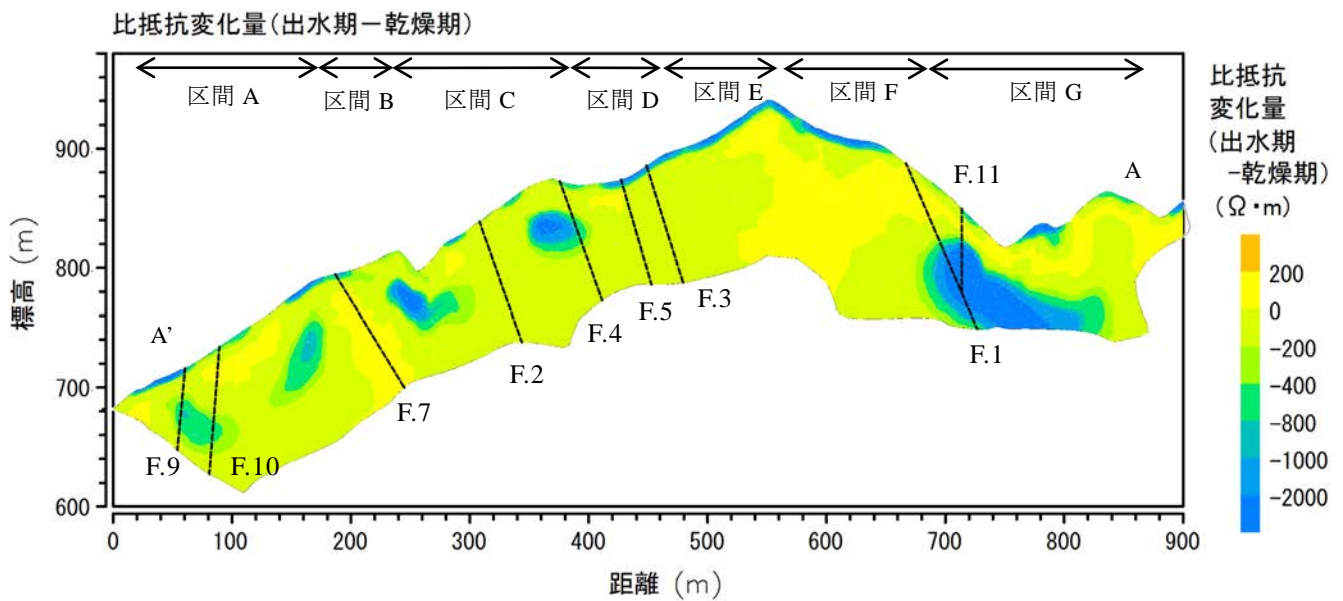 比抵抗変化量(出水期－乾燥期)
区間 A
区間 B
区間 C
区間 D
区間 E
区間 F
区間 G
比抵抗
変化量
(出水期
-乾燥期)
(Ω・m)
200
0
-200
-400
-800
-1000
-2000
標高 (m)
900
800
700
600
A'
A
F.9
F.10
F.7
F.2
F.4
F.5
F.3
F.11
F.1
0
100
200
300
400
500
600
700
800
900
距離 (m)